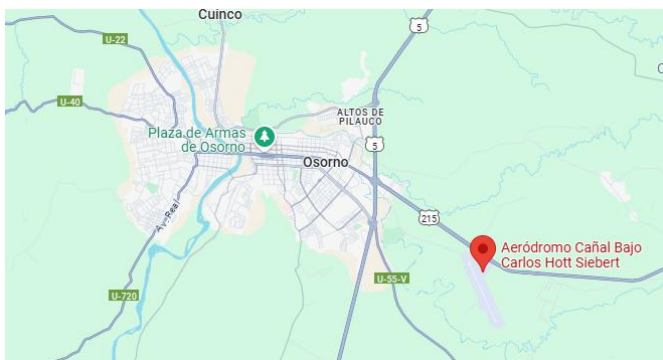 Cuinco
5
U-22
U-40
ALTOS DE
PILAUCO
Plaza de Armas
de Osorno
5
Osorno
Av. Real
215
Aeródromo Cañal Bajo
Carlos Hott Siebert
U-55-V
U-720
5